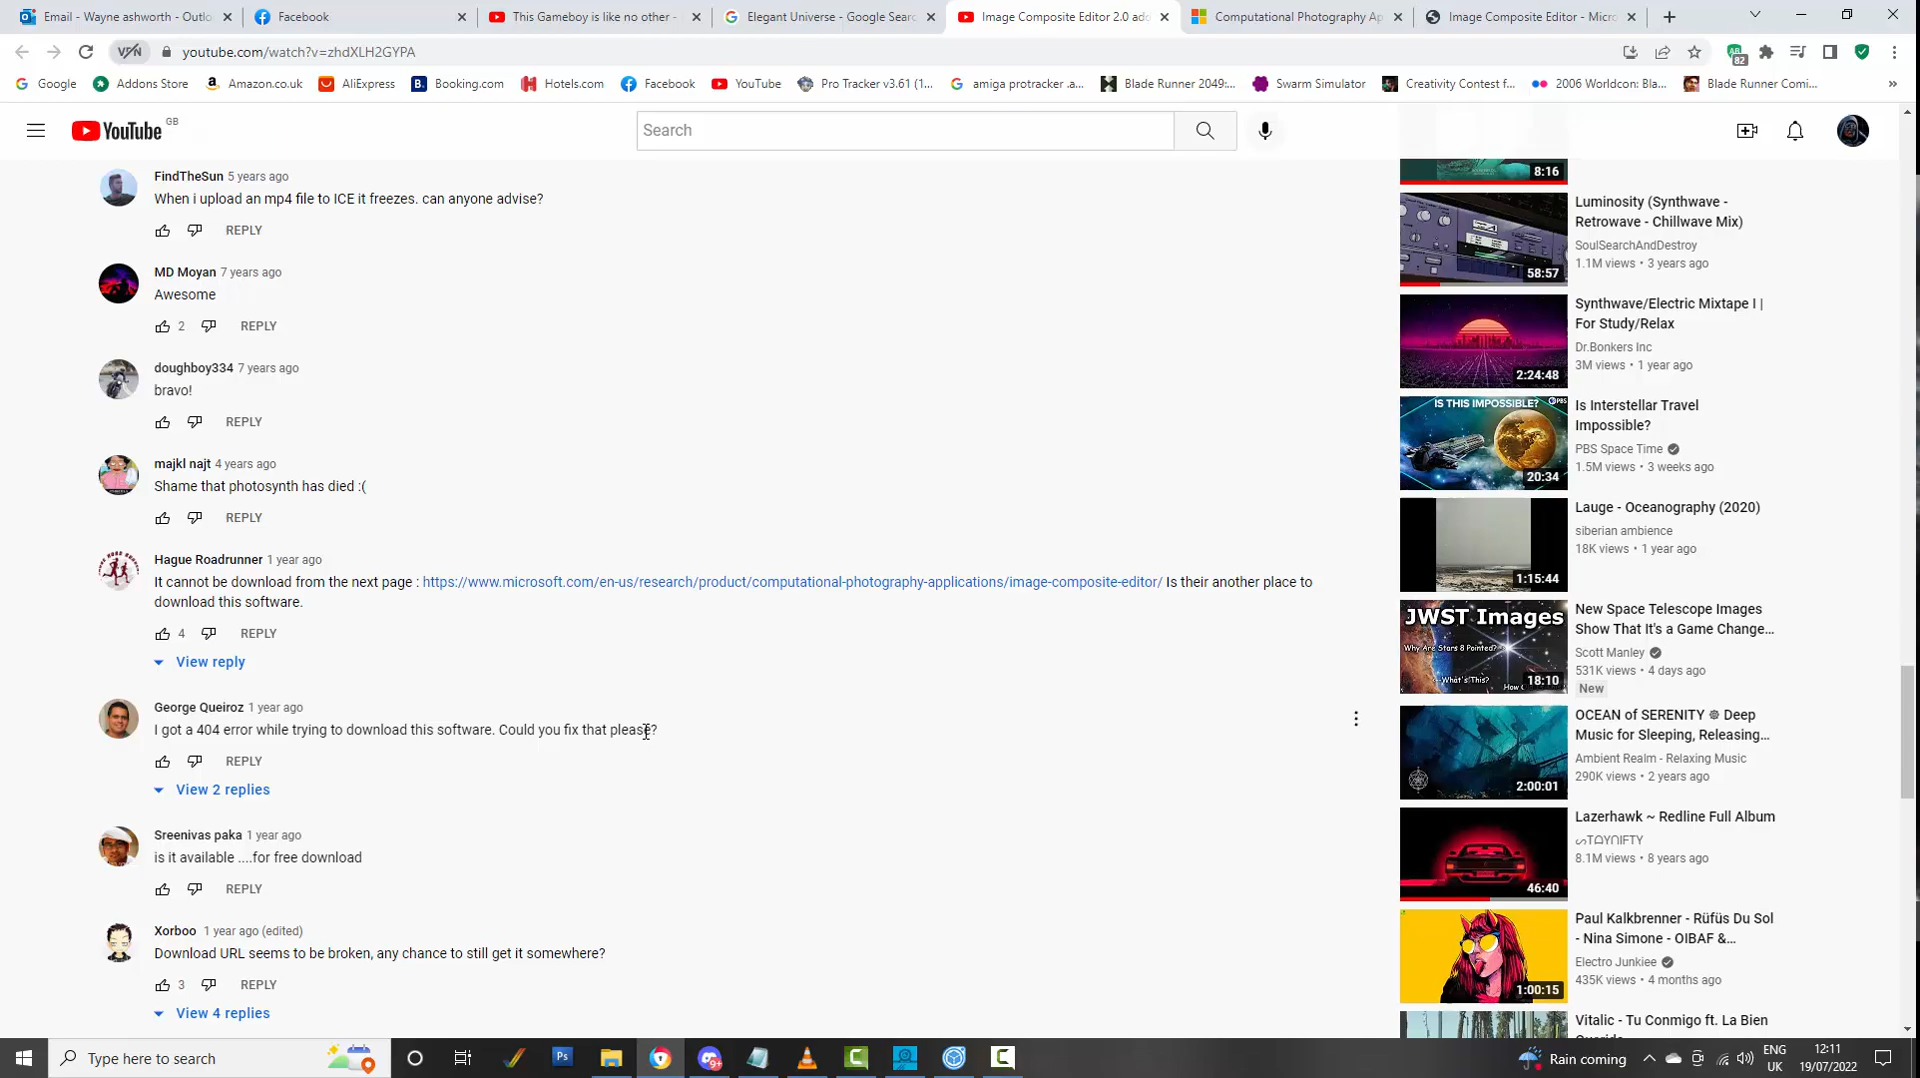 Email - Wayne ashworth - Outlo
Facebook
This Gameboy is like no other -
Elegant Universe - Google Searc
Image Composite Editor 2.0 ad
Computational Photography Ap
Image Composite Editor - Micro
VPN
youtube.com/watch?v=zhdXLH2GYPA
82
Google
Addons Store
Amazon.co.uk
AliExpress
Booking.com
Hotels.com
Facebook
YouTube
Pro Tracker v3.61 (1...
amiga protracker .a...
Blade Runner 2049:...
Swarm Simulator
Creativity Contest f...
2006 Worldcon: Bla...
Blade Runner Comi...
YouTube GB
Search
FindTheSun 5 years ago
When i upload an mp4 file to ICE it freezes. can anyone advise?
REPLY
MD Moyan 7 years ago
Awesome
2 REPLY
doughboy334 7 years ago
bravo!
REPLY
majkl najt 4 years ago
Shame that photosynth has died :(
REPLY
Hague Roadrunner 1 year ago
It cannot be download from the next page : https://www.microsoft.com/en-us/research/product/computational-photography-applications/image-composite-editor/ Is their another place to
download this software.
4 REPLY
View reply
George Queiroz 1 year ago
I got a 404 error while trying to download this software. Could you fix that please?
REPLY
View 2 replies
Sreenivas paka 1 year ago
is it available ....for free download
REPLY
Xorboo 1 year ago (edited)
Download URL seems to be broken, any chance to still get it somewhere?
3 REPLY
View 4 replies
8:16
Luminosity (Synthwave -
Retrowave - Chillwave Mix)
SoulSearchAndDestroy
1.1M views • 3 years ago
58:57
Synthwave/Electric Mixtape I |
For Study/Relax
Dr.Bonkers Inc
3M views • 1 year ago
2:24:48
IS THIS IMPOSSIBLE?
PBS
Is Interstellar Travel
Impossible?
PBS Space Time
1.5M views • 3 weeks ago
20:34
Lauge - Oceanography (2020)
siberian ambience
18K views • 1 year ago
1:15:44
JWST Images
Why Are Stars 8 Pointed?
What's This?
18:10
New Space Telescope Images
Show That It's a Game Change...
Scott Manley
531K views • 4 days ago
New
OCEAN of SERENITY ☸ Deep
Music for Sleeping, Releasing...
Ambient Realm - Relaxing Music
290K views • 2 years ago
2:00:01
Lazerhawk ~ Redline Full Album
8.1M views • 8 years ago
46:40
Paul Kalkbrenner - Rüfüs Du Sol
- Nina Simone - OIBAF &...
Electro Junkiee
435K views • 4 months ago
1:00:15
Vitalic - Tu Conmigo ft. La Bien
Type here to search
Ps
9+
Rain coming
ENG
UK
12:11
19/07/2022